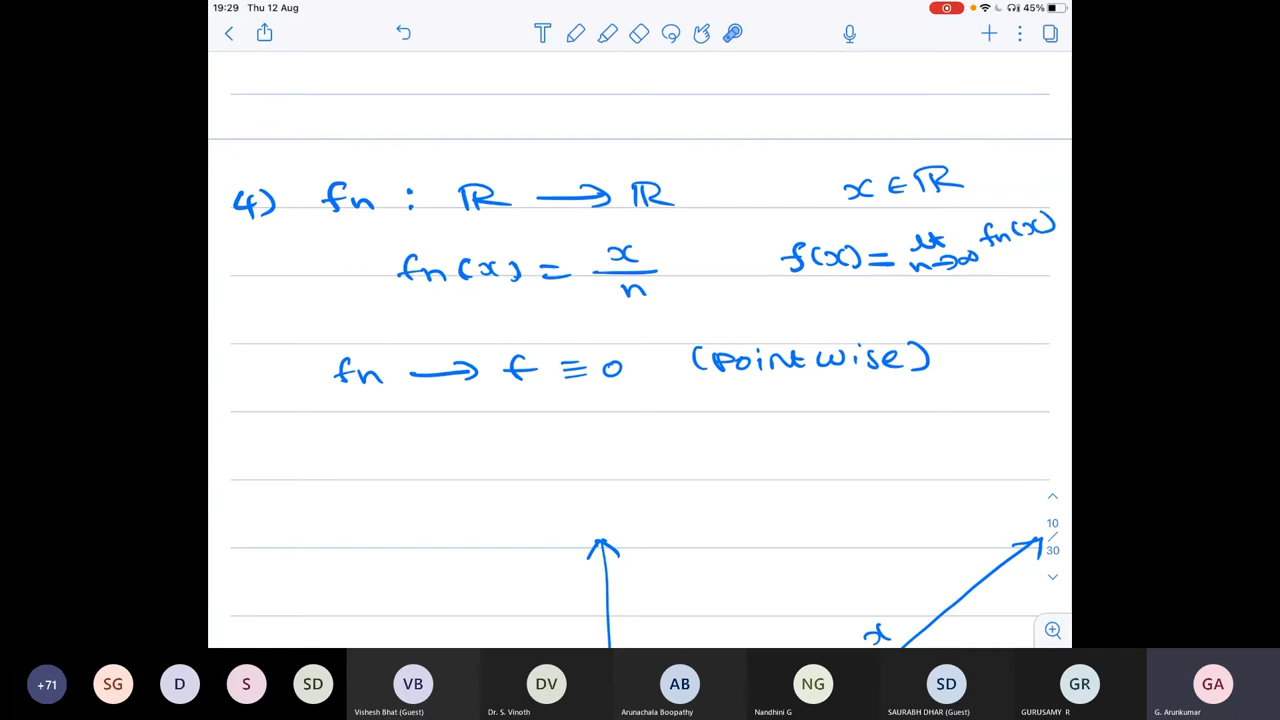 19:29 Thu 12 Aug
45%
T
4) fn : ℝ ⟶ ℝ x ∈ ℝ
fn(x) = x/n f(x) = lt n→∞ fn(x)
fn ⟶ f ≡ 0 (pointwise)
10
/
30
x
+71 SG D S SD VB DV AB NG SD GR GA
Vishesh Bhat (Guest) Dr. S. Vinoth Arunachala Boopathy Nandhini G SAURABH DHAR (Guest) GURUSAMY R G. Arunkumar